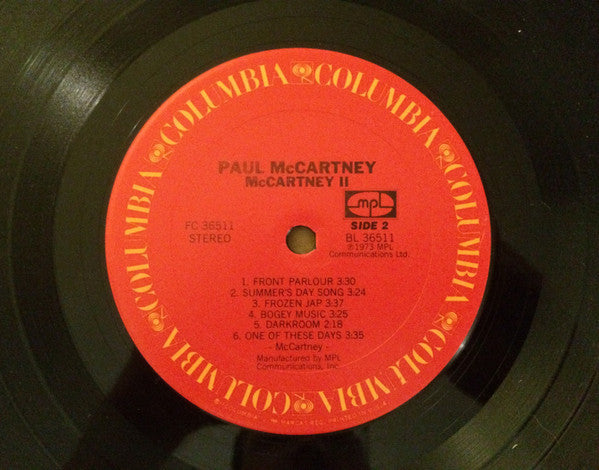 COLUMBIA COLUMBIA COLUMBIA COLUMBIA COLUMBIA COLUMBIA
PAUL McCARTNEY
McCARTNEY II
mpl
FC 36511
STEREO
SIDE 2
BL 36511
℗1973 MPL
Communications Ltd.
1. FRONT PARLOUR 3:30
2. SUMMER'S DAY SONG 3:24
3. FROZEN JAP 3:37
4. BOGEY MUSIC 3:25
5. DARKROOM 2:18
6. ONE OF THESE DAYS 3:35
- McCartney -
Manufactured by MPL
Communications, Inc.